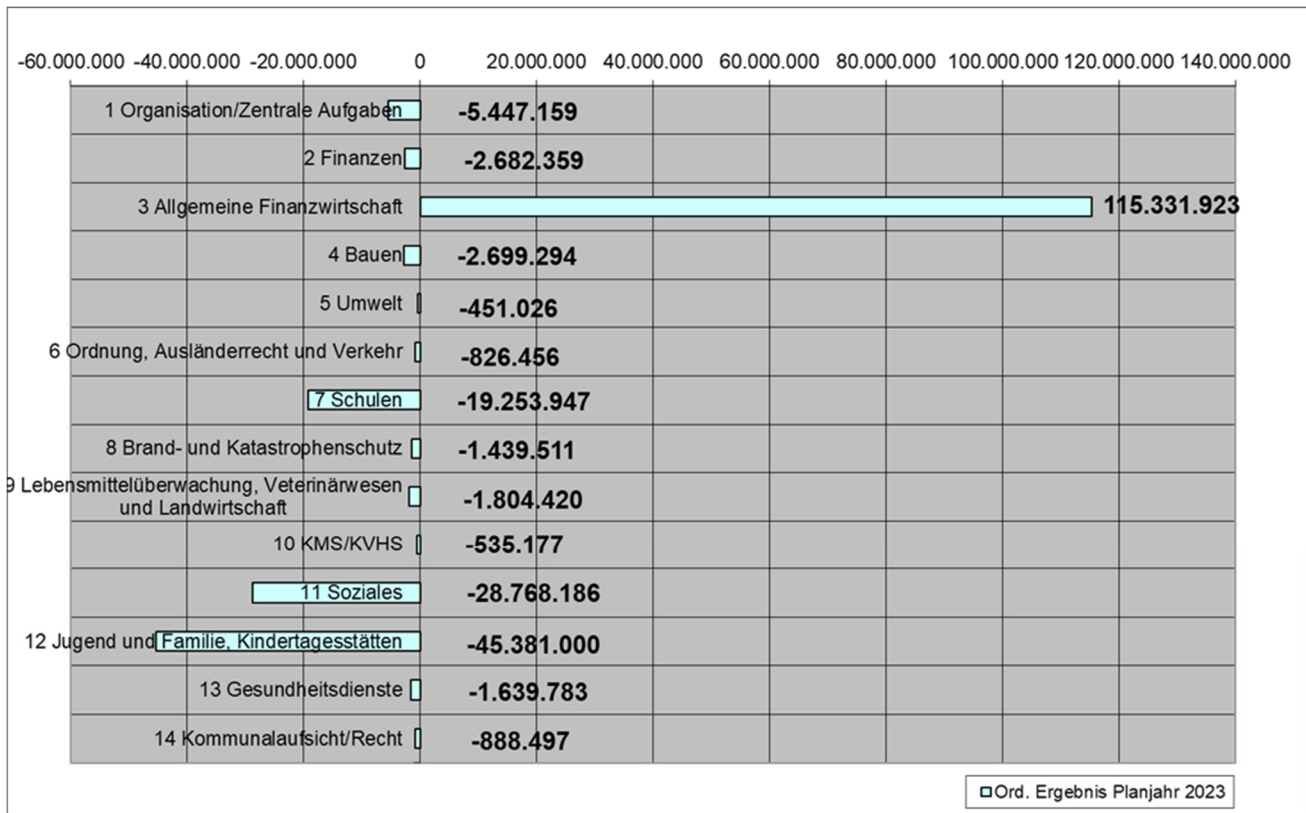 -60.000.000 -40.000.000 -20.000.000 0 20.000.000 40.000.000 60.000.000 80.000.000 100.000.000 120.000.000 140.000.000
1 Organisation/Zentrale Aufgaben -5.447.159
2 Finanzen -2.682.359
3 Allgemeine Finanzwirtschaft 115.331.923
4 Bauen -2.699.294
5 Umwelt -451.026
6 Ordnung, Ausländerrecht und Verkehr -826.456
7 Schulen -19.253.947
8 Brand- und Katastrophenschutz -1.439.511
9 Lebensmittelüberwachung, Veterinärwesen
und Landwirtschaft -1.804.420
10 KMS/KVHS -535.177
11 Soziales -28.768.186
12 Jugend und Familie, Kindertagesstätten -45.381.000
13 Gesundheitsdienste -1.639.783
14 Kommunalaufsicht/Recht -888.497
Ord. Ergebnis Planjahr 2023